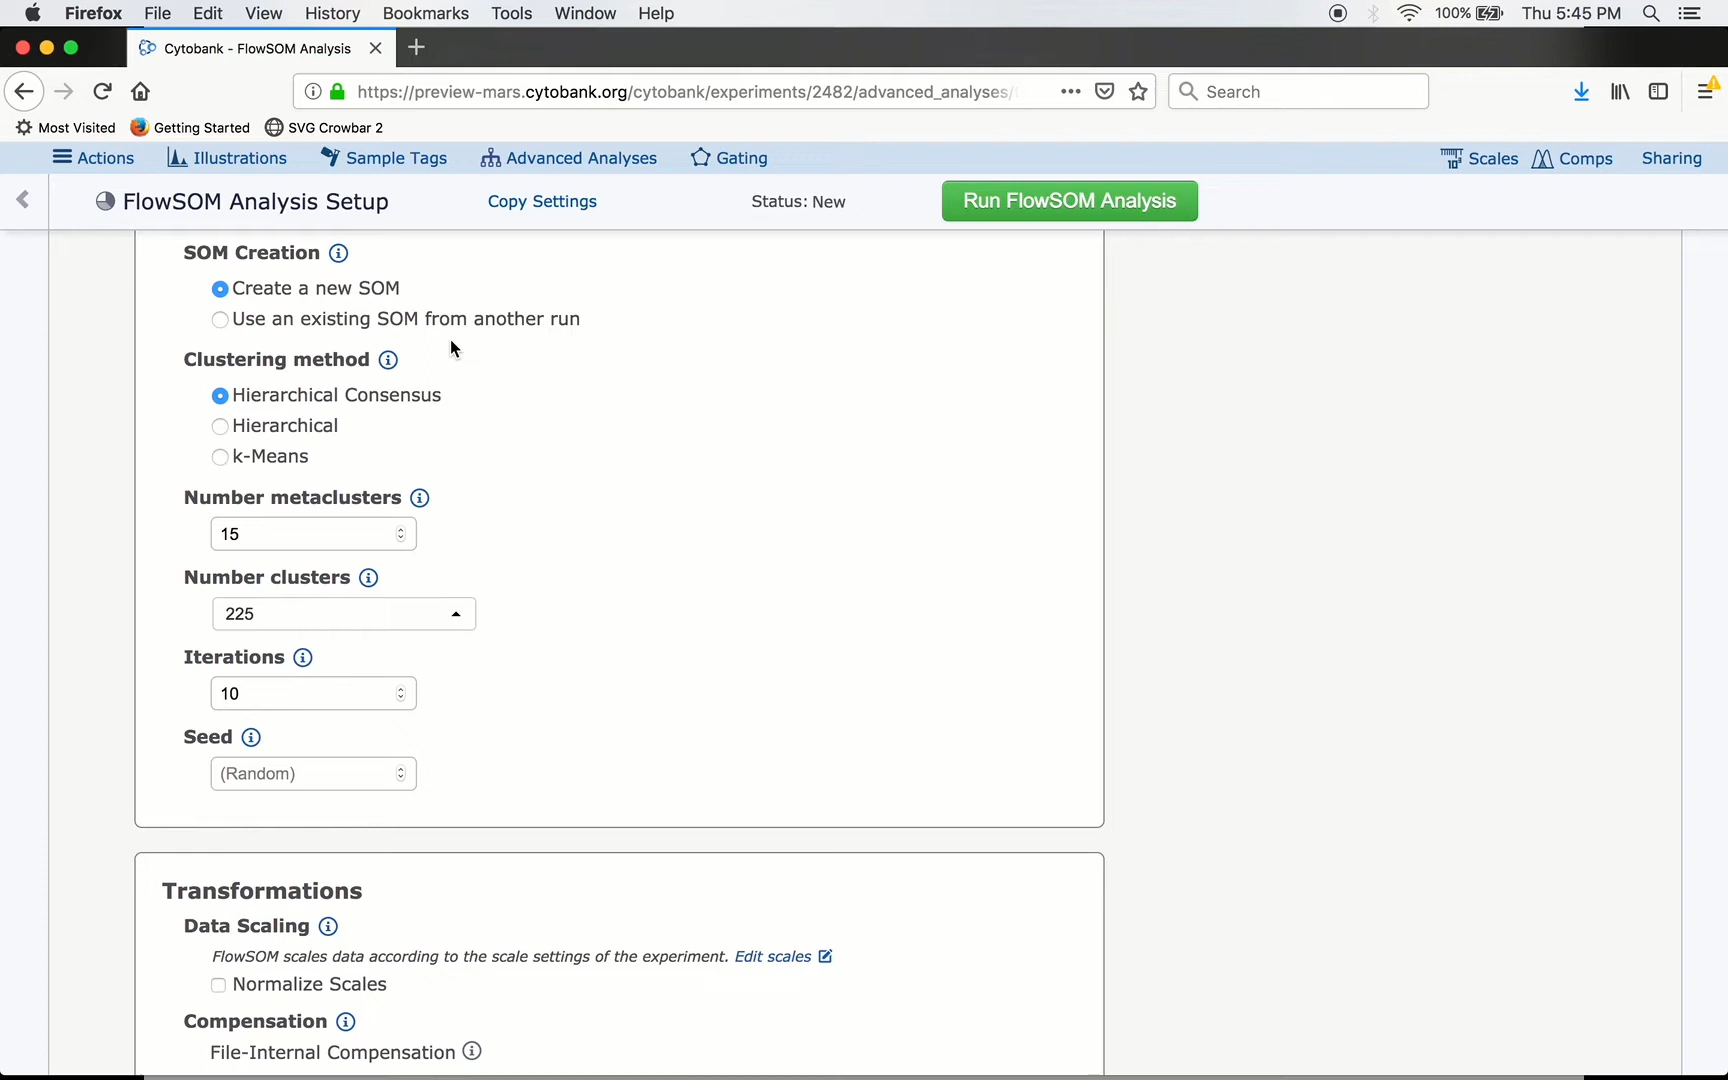 Firefox File Edit View History Bookmarks Tools Window Help 100% Thu 5:45 PM
Cytobank - FlowSOM Analysis
https://preview-mars.cytobank.org/cytobank/experiments/2482/advanced_analyses/ Search
Most Visited Getting Started SVG Crowbar 2
Actions Illustrations Sample Tags Advanced Analyses Gating Scales Comps Sharing
FlowSOM Analysis Setup Copy Settings Status: New Run FlowSOM Analysis
SOM Creation
Create a new SOM
Use an existing SOM from another run
Clustering method
Hierarchical Consensus
Hierarchical
k-Means
Number metaclusters
15
Number clusters
225
Iterations
10
Seed
(Random)
Transformations
Data Scaling
FlowSOM scales data according to the scale settings of the experiment. Edit scales
Normalize Scales
Compensation
File-Internal Compensation